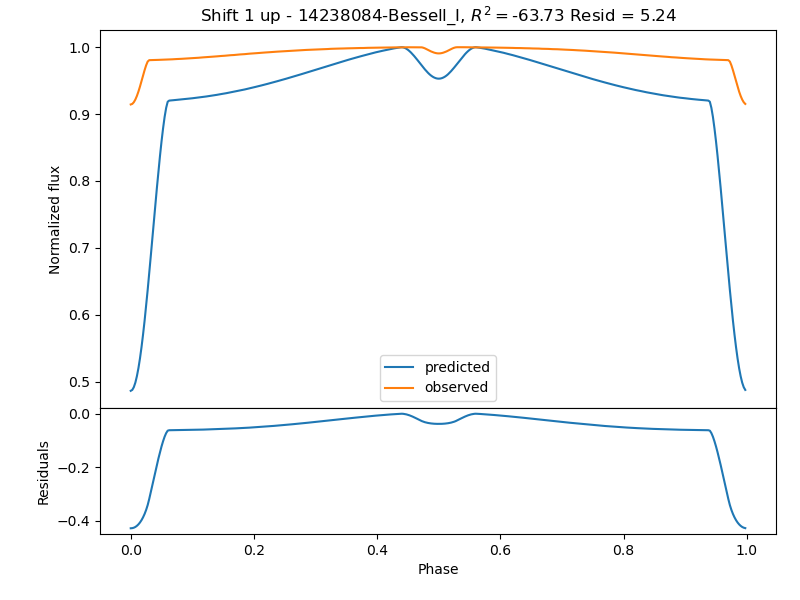 Shift 1 up - 14238084-Bessell_I, $R^2 = $-63.73 Resid = 5.24
Normalized flux
1.0
0.9
0.8
0.7
0.6
0.5
predicted
observed
Residuals
0.0
−0.2
−0.4
0.0 0.2 0.4 0.6 0.8 1.0
Phase